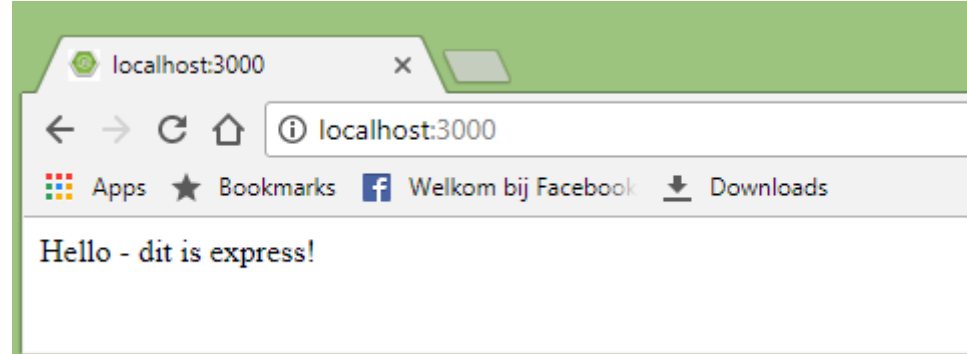 localhost:3000
localhost:3000
Apps Bookmarks Welkom bij Facebook Downloads
Hello - dit is express!